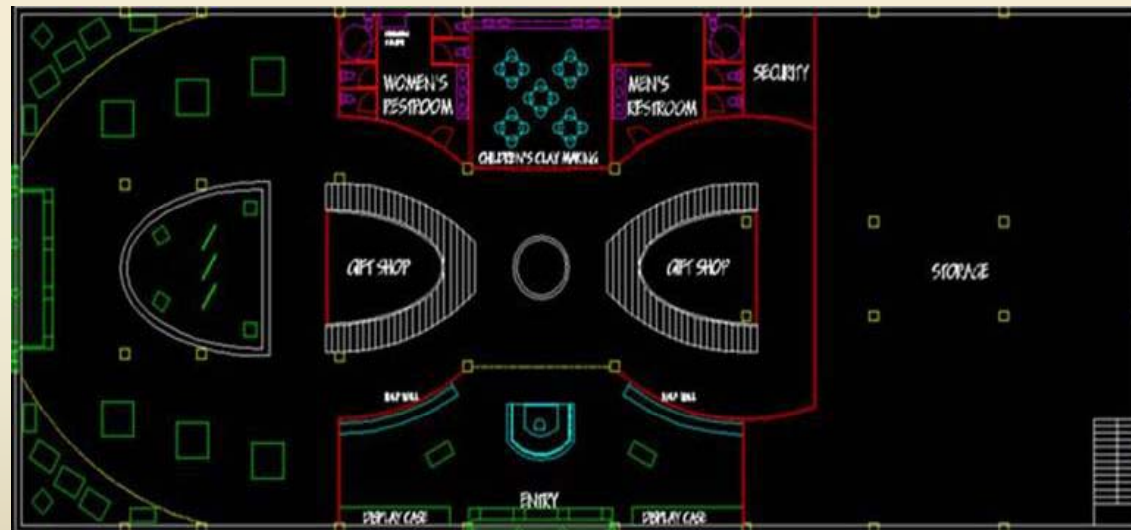 WOMEN'S
RESTROOM
CHILDREN'S CLAY MAKING
MEN'S
RESTROOM
SECURITY
GIFT SHOP
GIFT SHOP
STORAGE
ENTRY
DISPLAY CASE
DISPLAY CASE